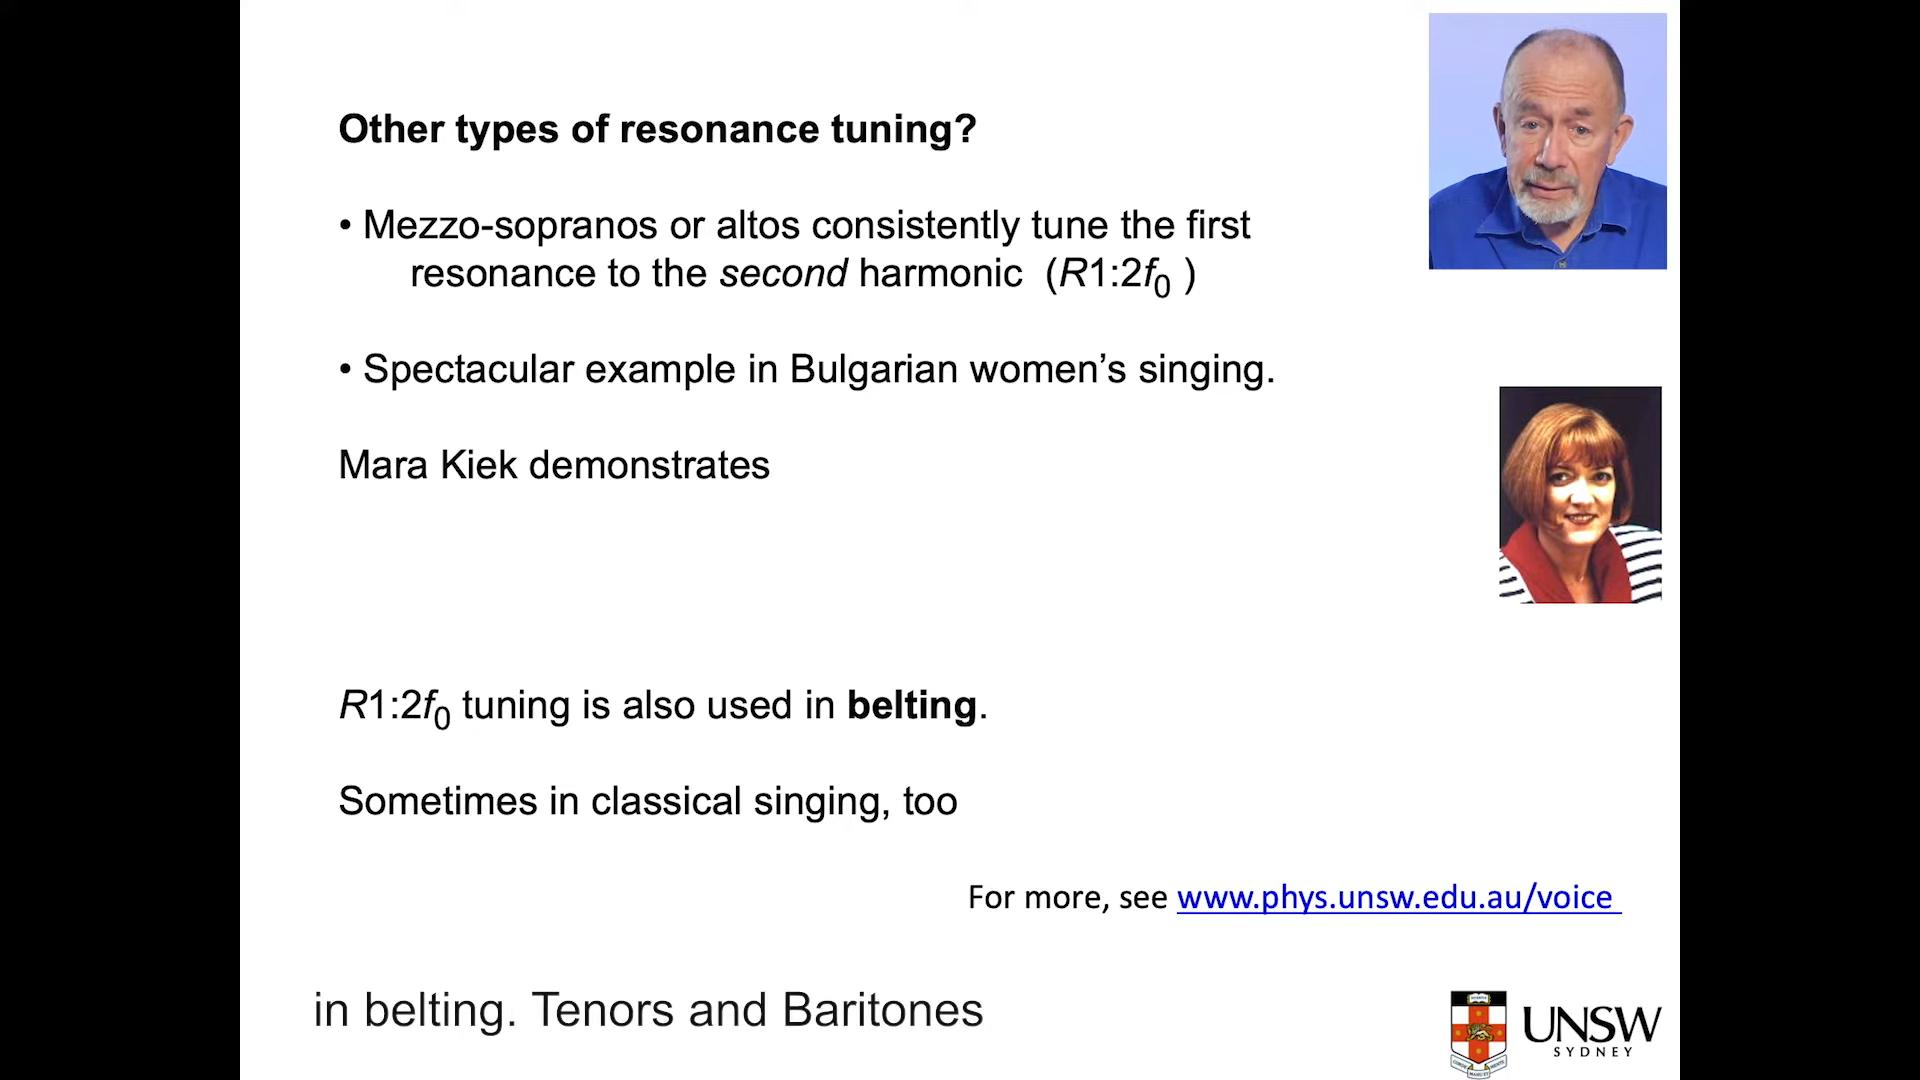 Other types of resonance tuning?
• Mezzo-sopranos or altos consistently tune the first
resonance to the second harmonic (R1:2f0 )
• Spectacular example in Bulgarian women’s singing.
Mara Kiek demonstrates
R1:2f0 tuning is also used in belting.
Sometimes in classical singing, too
For more, see www.phys.unsw.edu.au/voice
in belting. Tenors and Baritones
UNSW
SYDNEY